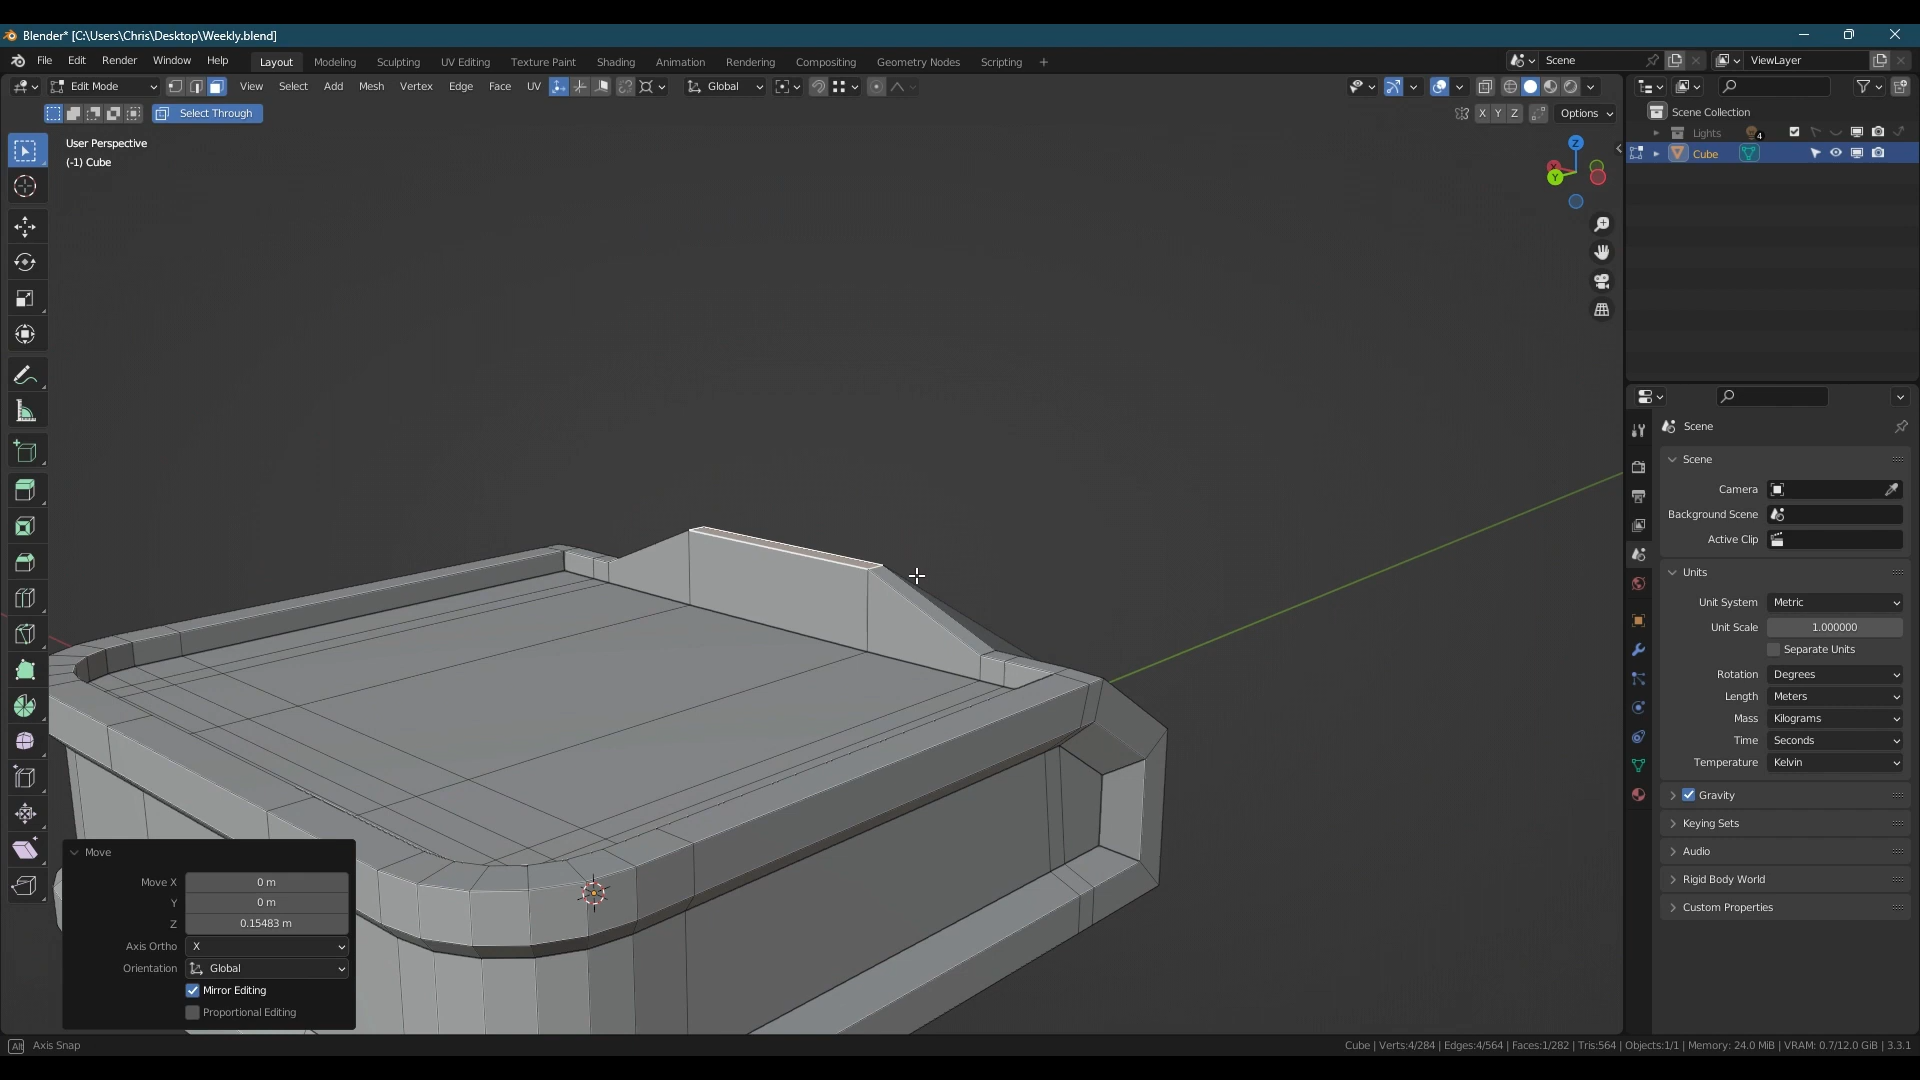 Blender* [C:\Users\Chris\Desktop\Weekly.blend]
File Edit Render Window Help Layout Modeling Sculpting UV Editing Texture Paint Shading Animation Rendering Compositing Geometry Nodes Scripting + Scene ViewLayer
Edit Mode View Select Add Mesh Vertex Edge Face UV Global
Select Through X Y Z Options
User Perspective
(-1) Cube
Z
X
Y
Scene Collection
Lights 4
Cube
Scene
Scene
Camera
Background Scene
Active Clip
Units
Unit System Metric
Unit Scale 1.000000
Separate Units
Rotation Degrees
Length Meters
Mass Kilograms
Time Seconds
Temperature Kelvin
Gravity
Keying Sets
Audio
Rigid Body World
Custom Properties
Move
Move X 0 m
Y 0 m
Z 0.15483 m
Axis Ortho X
Orientation Global
Mirror Editing
Proportional Editing
Alt Axis Snap
Cube | Verts:4/284 | Edges:4/564 | Faces:1/282 | Tris:564 | Objects:1/1 | Memory: 24.0 MiB | VRAM: 0.7/12.0 GiB | 3.3.1